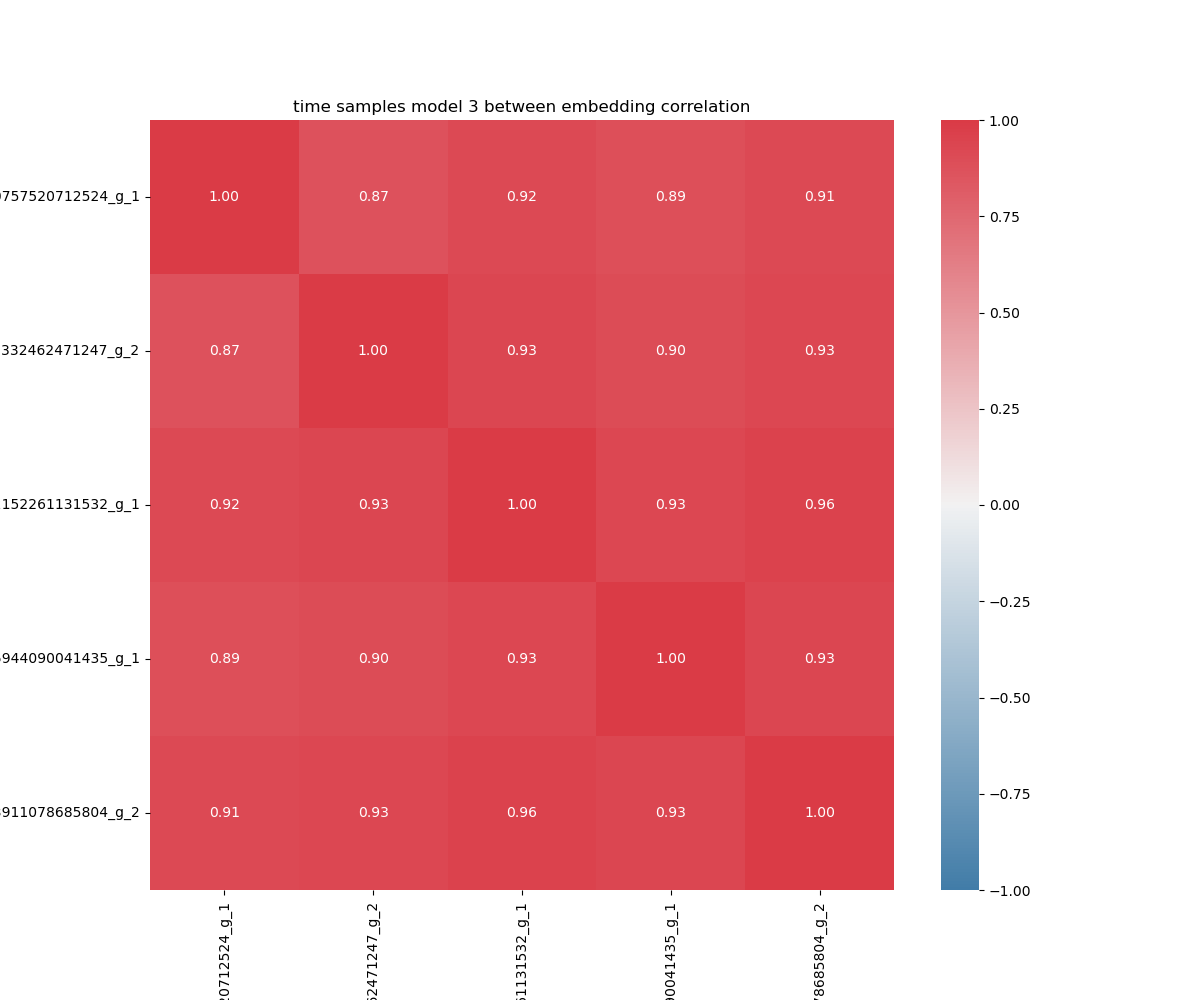 time samples model 3 between embedding correlation
757520712524_g_1
1.00 0.87 0.92 0.89 0.91
332462471247_g_2
0.87 1.00 0.93 0.90 0.93
152261131532_g_1
0.92 0.93 1.00 0.93 0.96
944090041435_g_1
0.89 0.90 0.93 1.00 0.93
911078685804_g_2
0.91 0.93 0.96 0.93 1.00
20712524_g_1
2471247_g_2
1131532_g_1
90041435_g_1
78685804_g_2
1.00
0.75
0.50
0.25
0.00
−0.25
−0.50
−0.75
−1.00